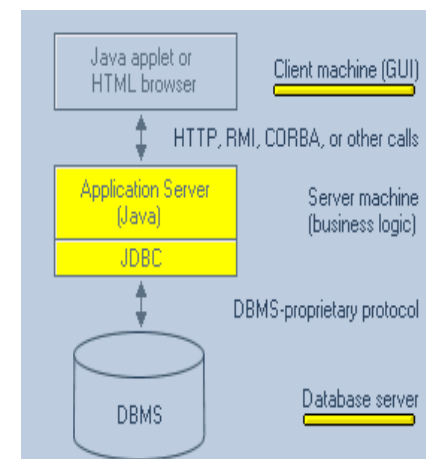 Java applet or
HTML browser
Client machine (GUI)
HTTP, RMI, CORBA, or other calls
Application Server
(Java)
Server machine
(business logic)
JDBC
DBMS-proprietary protocol
DBMS
Database server